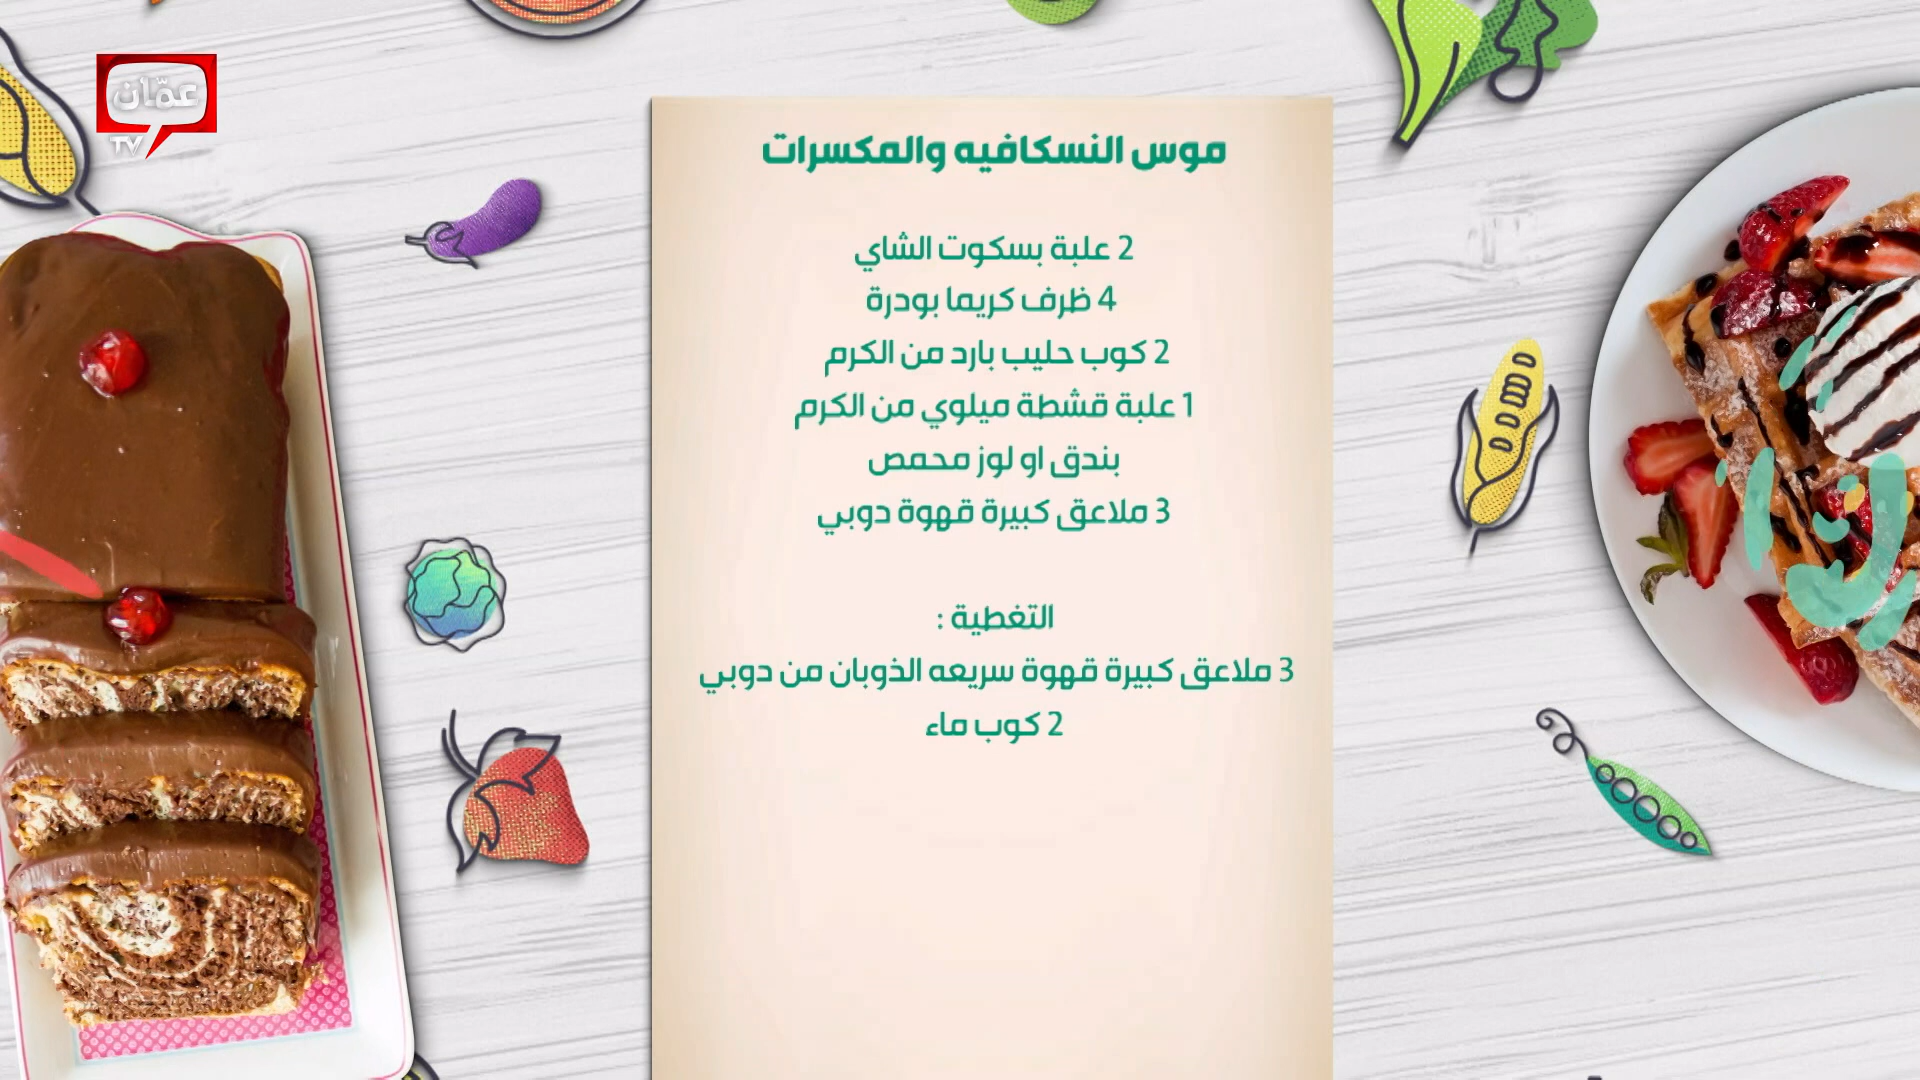 عمّان
TV
موس النسكافيه والمكسرات
2 علبة بسكوت الشاي
4 ظرف كريما بودرة
2 كوب حليب بارد من الكرم
1 علبة قشطة ميلوي من الكرم
بندق او لوز محمص
3 ملاعق كبيرة قهوة دوبي
التغطية :
3 ملاعق كبيرة قهوة سريعه الذوبان من دوبي
2 كوب ماء